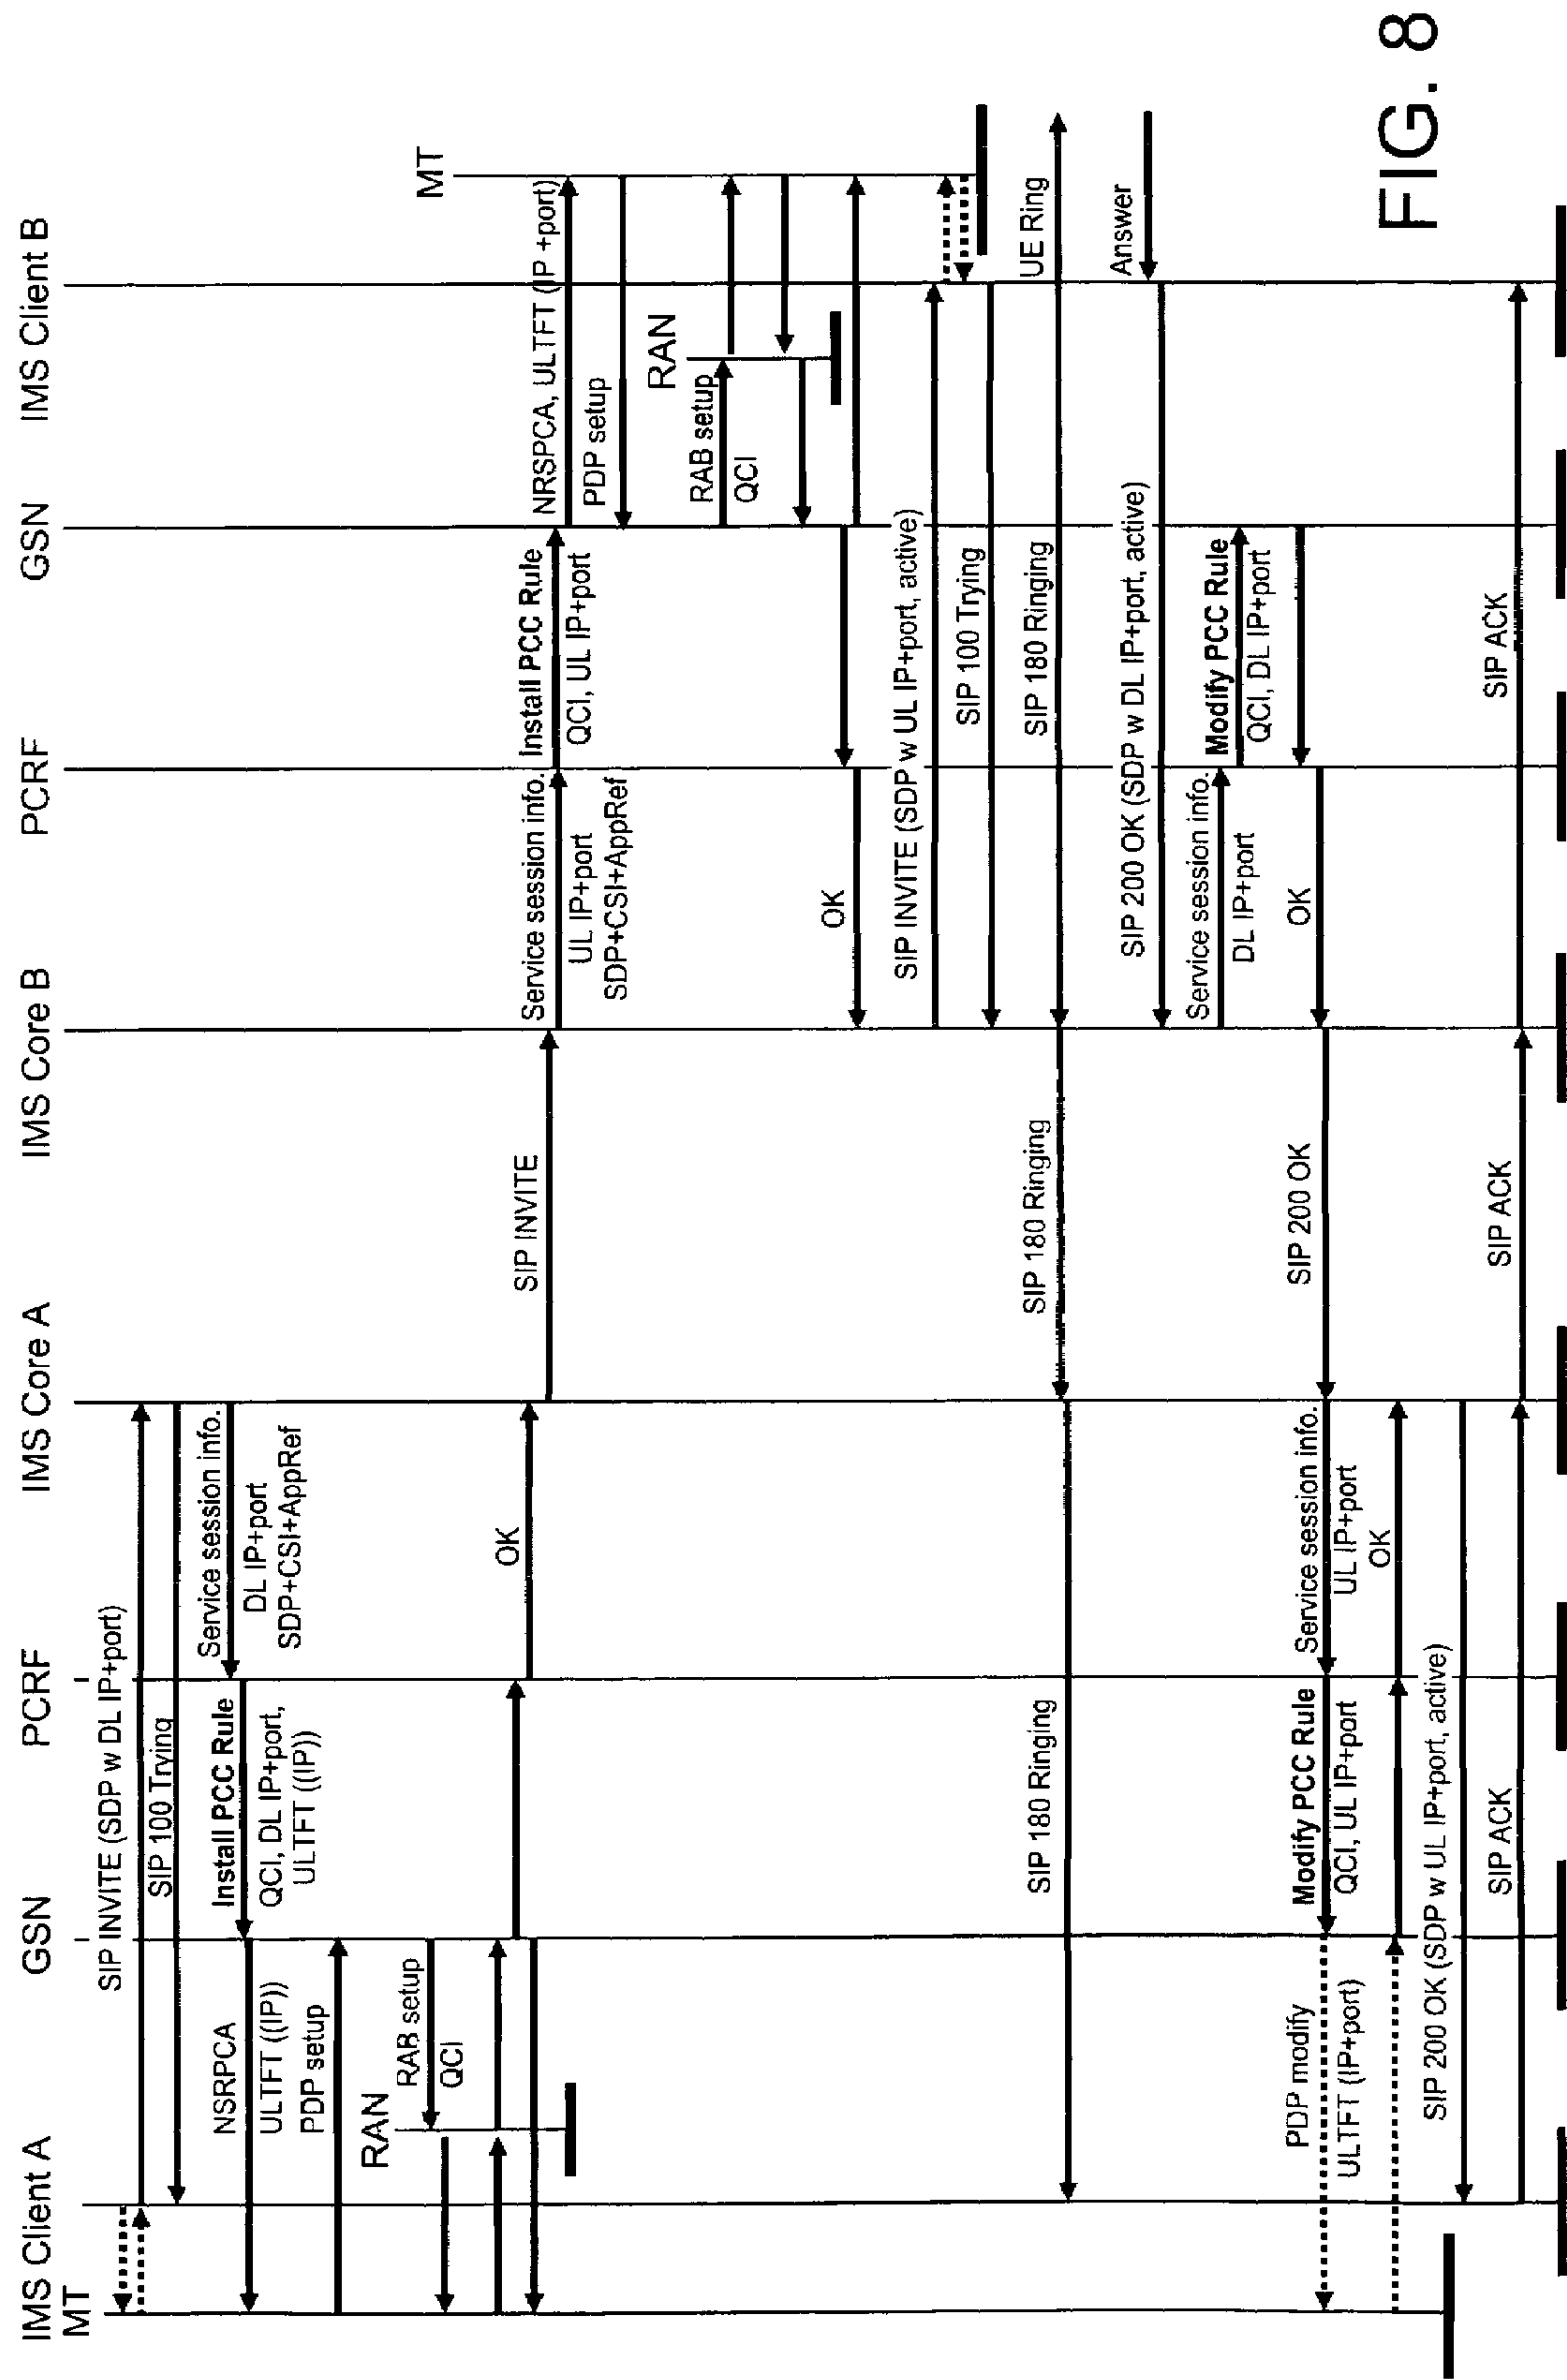 IMS Client A
MT
GSN
PCRF
IMS Core A
IMS Core B
PCRF
GSN
IMS Client B
SIP INVITE (SDP w DL IP+port)
SIP 100 Trying
Service session info.
DL IP+port
SDP+CSI+AppRef
Install PCC Rule
QCI, DL IP+port,
ULTFT ((IP))
NSRPCA
ULTFT ((IP))
PDP setup
RAN
RAB setup
QCI
OK
SIP INVITE
Service session info.
UL IP+port
SDP+CSI+AppRef
Install PCC Rule
QCI, UL IP+port
MT
NRSPCA, ULTFT (IP +port)
PDP setup
RAN
RAB setup
QCI
OK
SIP INVITE (SDP w UL IP+port, active)
SIP 100 Trying
SIP 180 Ringing
UE Ring
SIP 180 Ringing
SIP 180 Ringing
Answer
SIP 200 OK (SDP w DL IP+port, active)
Service session info.
DL IP+port
Modify PCC Rule
QCI, DL IP+port
OK
SIP 200 OK
Service session info.
UL IP+port
Modify PCC Rule
QCI, UL IP+port
PDP modify
ULTFT (IP+port)
OK
SIP 200 OK (SDP w UL IP+port, active)
SIP ACK
SIP ACK
SIP ACK
FIG. 8